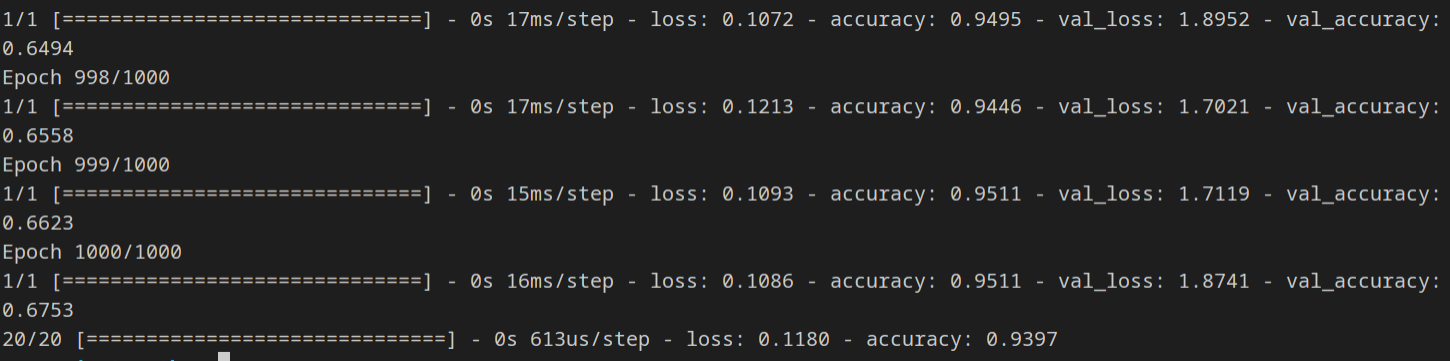 1/1 [==============================] - 0s 17ms/step - loss: 0.1072 - accuracy: 0.9495 - val_loss: 1.8952 - val_accuracy:
0.6494
Epoch 998/1000
1/1 [==============================] - 0s 17ms/step - loss: 0.1213 - accuracy: 0.9446 - val_loss: 1.7021 - val_accuracy:
0.6558
Epoch 999/1000
1/1 [==============================] - 0s 15ms/step - loss: 0.1093 - accuracy: 0.9511 - val_loss: 1.7119 - val_accuracy:
0.6623
Epoch 1000/1000
1/1 [==============================] - 0s 16ms/step - loss: 0.1086 - accuracy: 0.9511 - val_loss: 1.8741 - val_accuracy:
0.6753
20/20 [==============================] - 0s 613us/step - loss: 0.1180 - accuracy: 0.9397